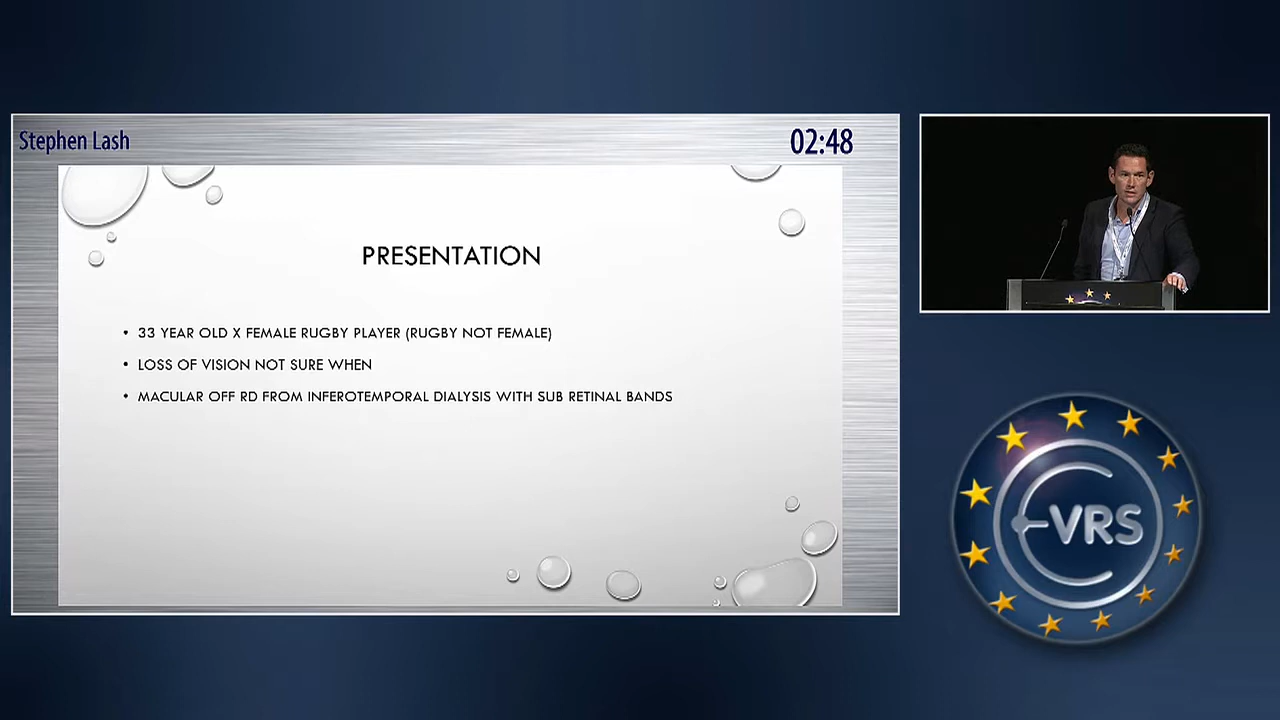 Stephen Lash
02:48
PRESENTATION
• 33 YEAR OLD X FEMALE RUGBY PLAYER (RUGBY NOT FEMALE)
• LOSS OF VISION NOT SURE WHEN
• MACULAR OFF RD FROM INFEROTEMPORAL DIALYSIS WITH SUB RETINAL BANDS
E-VRS